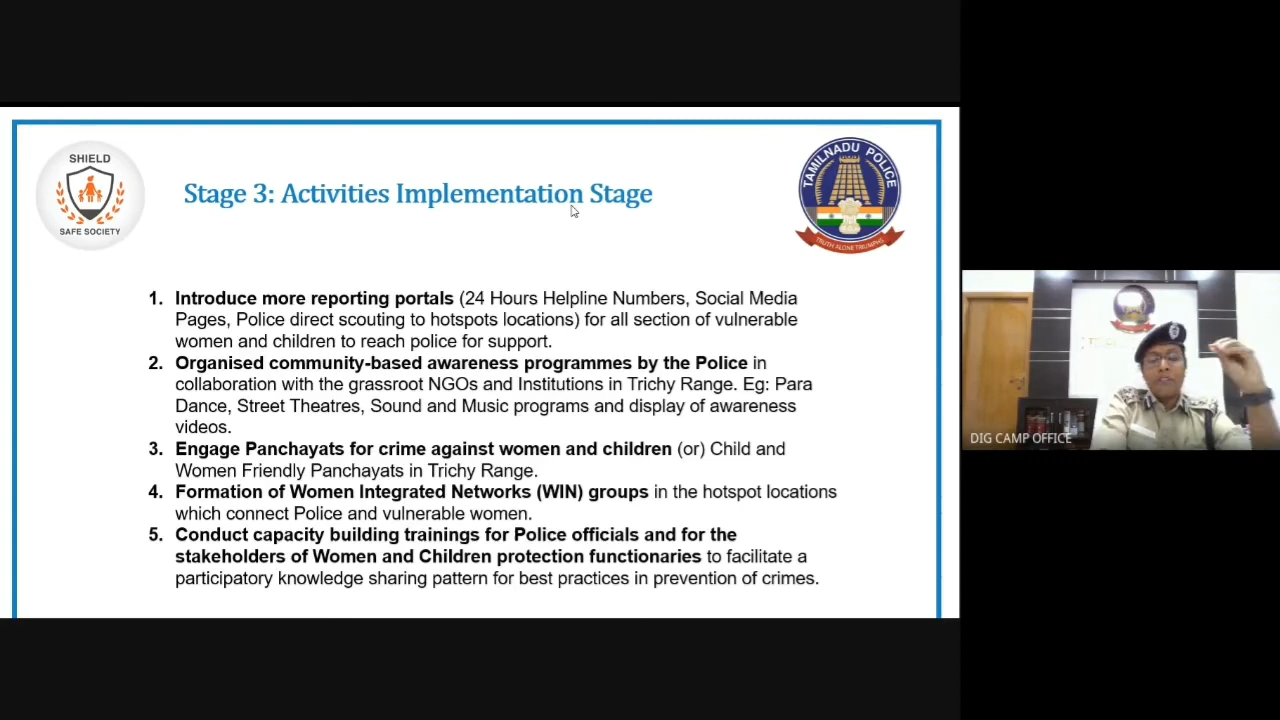 SHIELD
SAFE SOCIETY
Stage 3: Activities Implementation Stage
TAMILNADU POLICE
TRUTH ALONE TRIUMPHS
1. Introduce more reporting portals (24 Hours Helpline Numbers, Social Media
Pages, Police direct scouting to hotspots locations) for all section of vulnerable
women and children to reach police for support.
2. Organised community-based awareness programmes by the Police in
collaboration with the grassroot NGOs and Institutions in Trichy Range. Eg: Para
Dance, Street Theatres, Sound and Music programs and display of awareness
videos.
3. Engage Panchayats for crime against women and children (or) Child and
Women Friendly Panchayats in Trichy Range.
4. Formation of Women Integrated Networks (WIN) groups in the hotspot locations
which connect Police and vulnerable women.
5. Conduct capacity building trainings for Police officials and for the
stakeholders of Women and Children protection functionaries to facilitate a
participatory knowledge sharing pattern for best practices in prevention of crimes.
DIG CAMP OFFICE